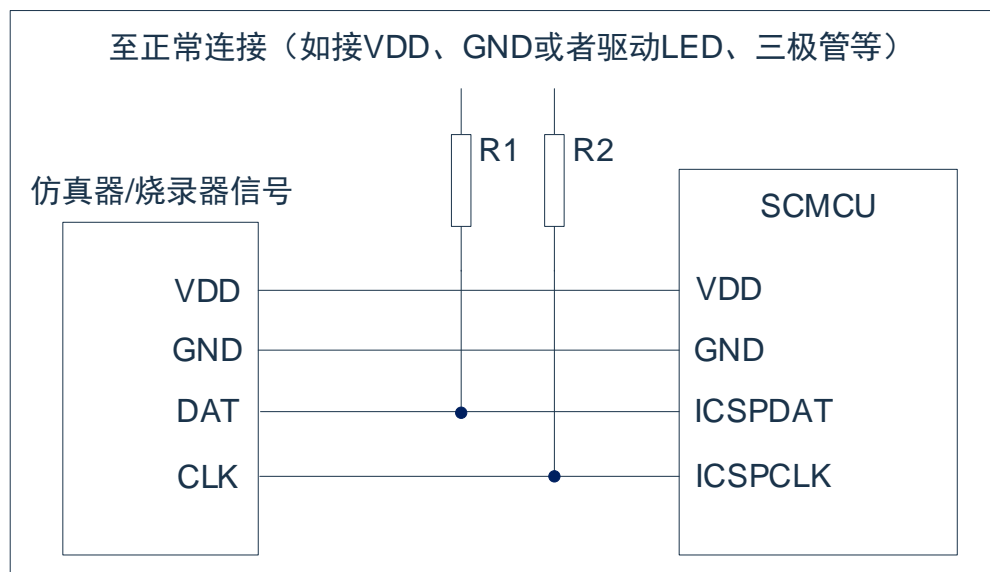 至正常连接（如接VDD、GND或者驱动LED、三极管等）
R1 R2
仿真器/烧录器信号
SCMCU
VDD VDD
GND GND
DAT ICSPDAT
CLK ICSPCLK